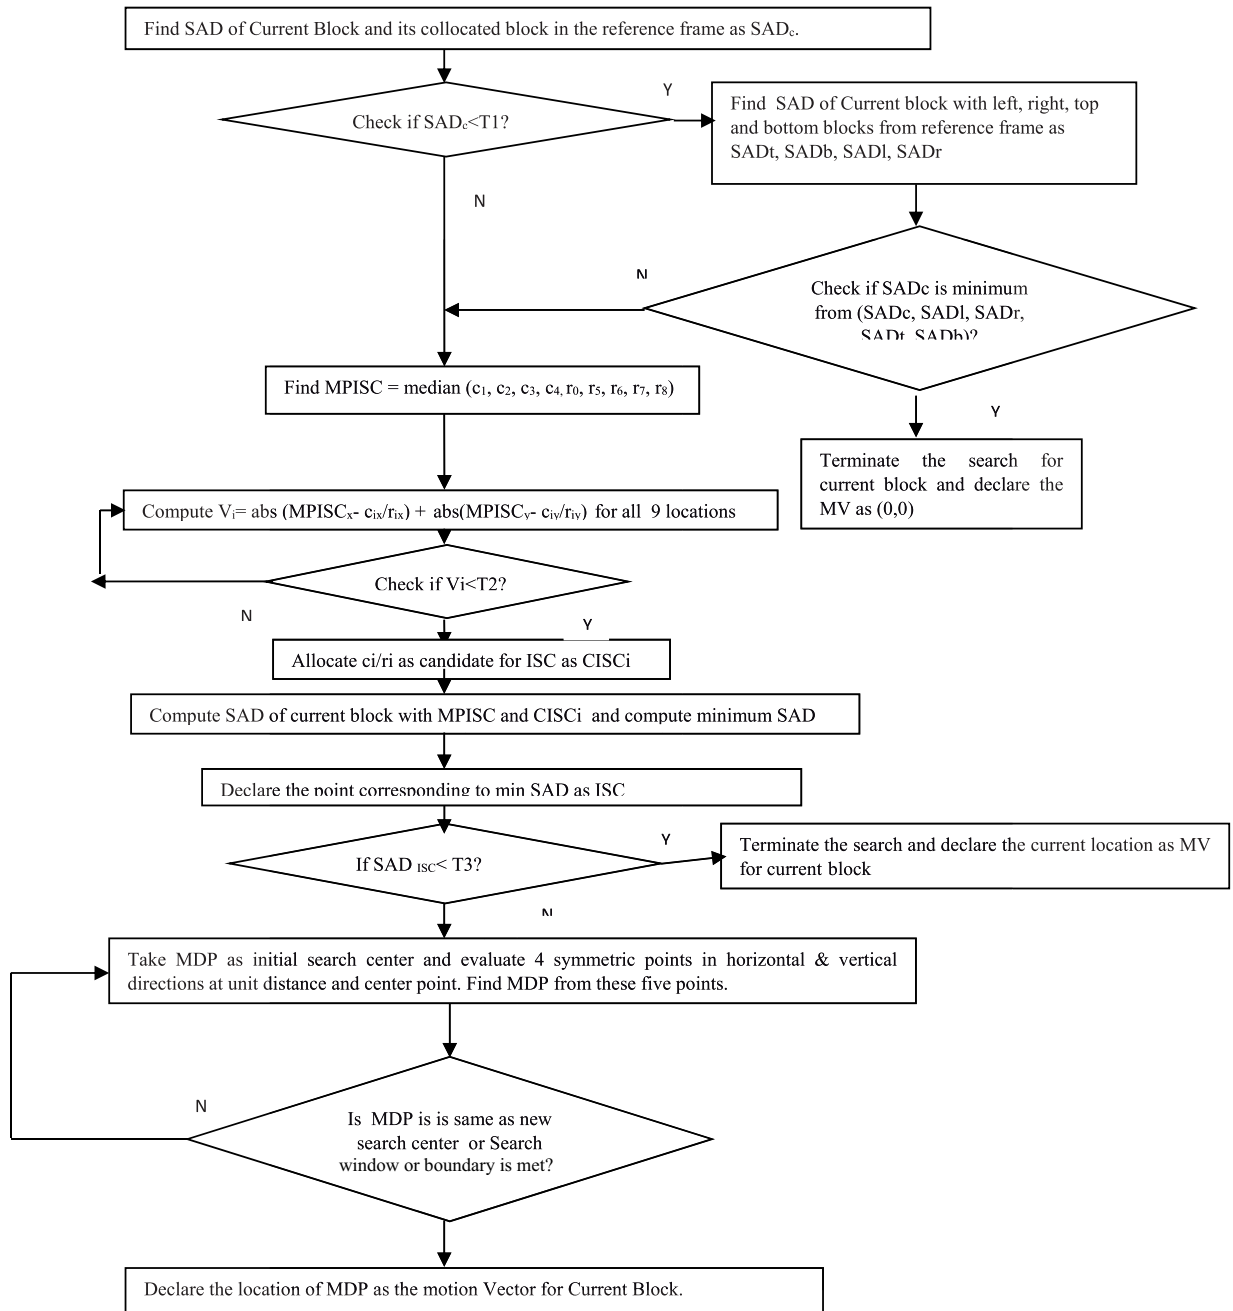 Find SAD of Current Block and its collocated block in the reference frame as SADc.
Y
Check if SADc<T1?
Find SAD of Current block with left, right, top
and bottom blocks from reference frame as
SADt, SADb, SADl, SADr
N
N
Check if SADc is minimum
from (SADc, SADl, SADr,
SADt, SADb)?
Find MPISC = median (c1, c2, c3, c4, r0, r5, r6, r7, r8)
Y
Terminate the search for
current block and declare the
MV as (0,0)
Compute Vi= abs (MPISCx- cix/rix) + abs(MPISCy- ciy/riy) for all 9 locations
Check if Vi<T2?
N
Y
Allocate ci/ri as candidate for ISC as CISCi
Compute SAD of current block with MPISC and CISCi and compute minimum SAD
Declare the point corresponding to min SAD as ISC
Y
If SAD ISC< T3?
Terminate the search and declare the current location as MV
for current block
N
Take MDP as initial search center and evaluate 4 symmetric points in horizontal & vertical
directions at unit distance and center point. Find MDP from these five points.
N
Is MDP is is same as new
search center or Search
window or boundary is met?
Declare the location of MDP as the motion Vector for Current Block.